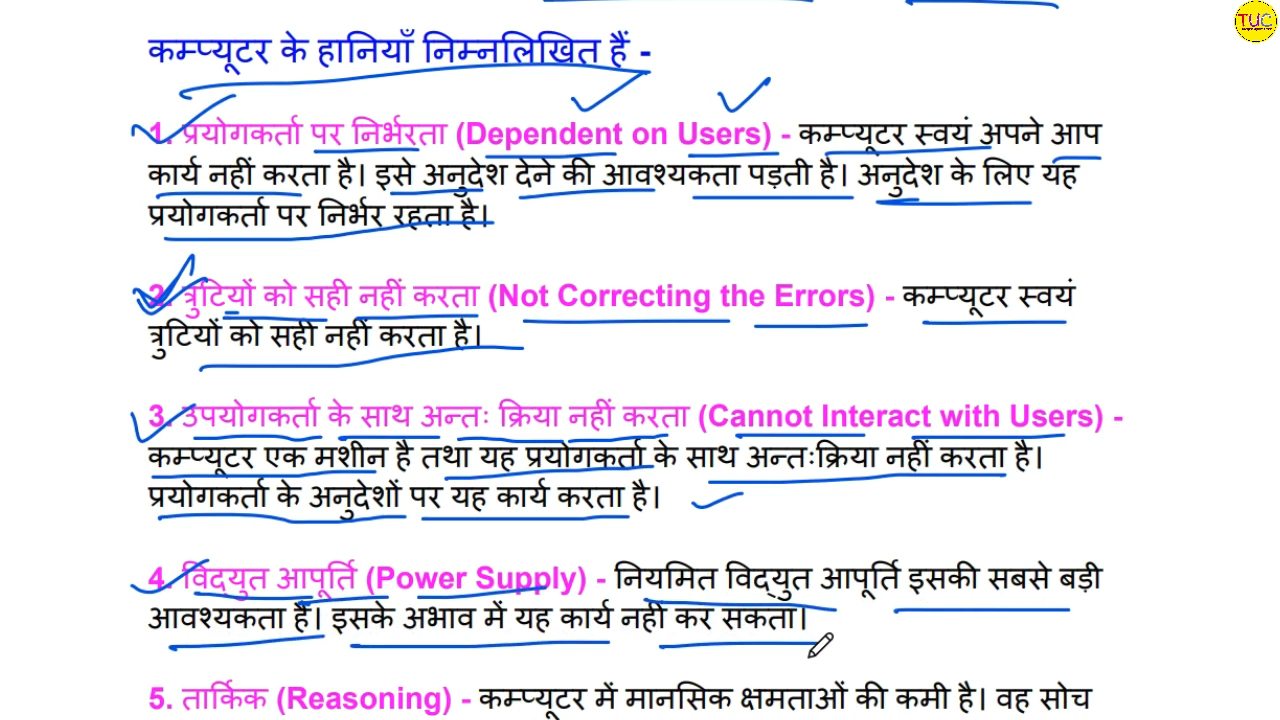 TUC
कम्प्यूटर के हानियाँ निम्नलिखित हैं -
1. प्रयोगकर्ता पर निर्भरता (Dependent on Users) - कम्प्यूटर स्वयं अपने आप
कार्य नहीं करता है। इसे अनुदेश देने की आवश्यकता पड़ती है। अनुदेश के लिए यह
प्रयोगकर्ता पर निर्भर रहता है।
2. त्रुटियों को सही नहीं करता (Not Correcting the Errors) - कम्प्यूटर स्वयं
त्रुटियों को सही नहीं करता है।
3. उपयोगकर्ता के साथ अन्तः क्रिया नहीं करता (Cannot Interact with Users) -
कम्प्यूटर एक मशीन है तथा यह प्रयोगकर्ता के साथ अन्तःक्रिया नहीं करता है।
प्रयोगकर्ता के अनुदेशों पर यह कार्य करता है।
4. विद्युत आपूर्ति (Power Supply) - नियमित विद्युत आपूर्ति इसकी सबसे बड़ी
आवश्यकता है। इसके अभाव में यह कार्य नहीं कर सकता।
5. तार्किक (Reasoning) - कम्प्यूटर में मानसिक क्षमताओं की कमी है। वह सोच